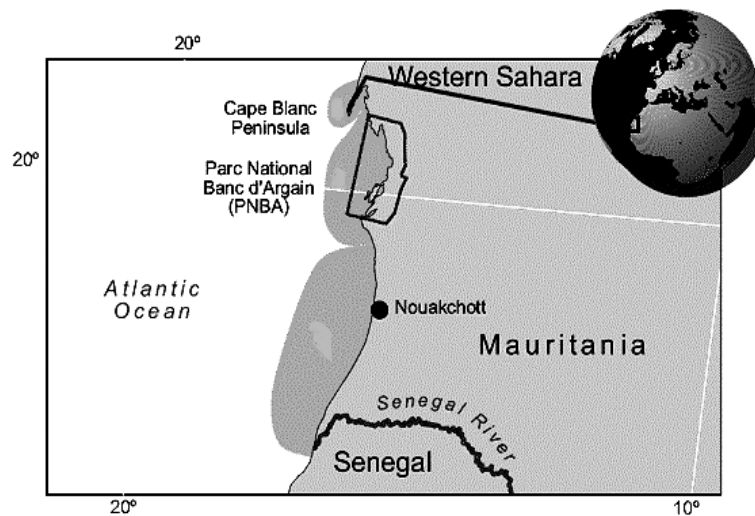 20º
Western Sahara
Cape Blanc
Peninsula
20º
Parc National
Banc d'Argain
(PNBA)
Atlantic
Ocean
Nouakchott
Mauritania
Senegal River
Senegal
20º
10º